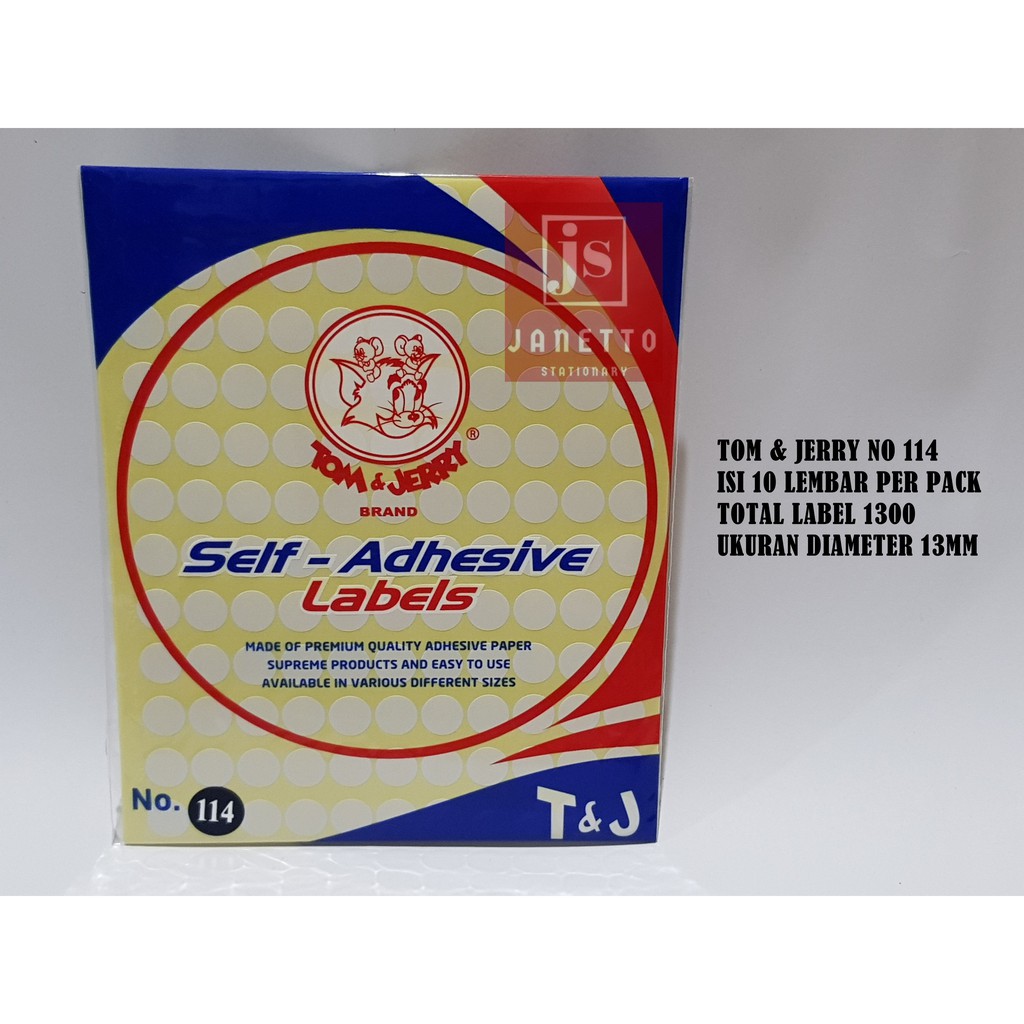 js
JANETTO
STATIONARY
TOM & JERRY ®
BRAND
Self - Adhesive
Labels
MADE OF PREMIUM QUALITY ADHESIVE PAPER
SUPREME PRODUCTS AND EASY TO USE
AVAILABLE IN VARIOUS DIFFERENT SIZES
No. 114
T&J
TOM & JERRY NO 114
ISI 10 LEMBAR PER PACK
TOTAL LABEL 1300
UKURAN DIAMETER 13MM